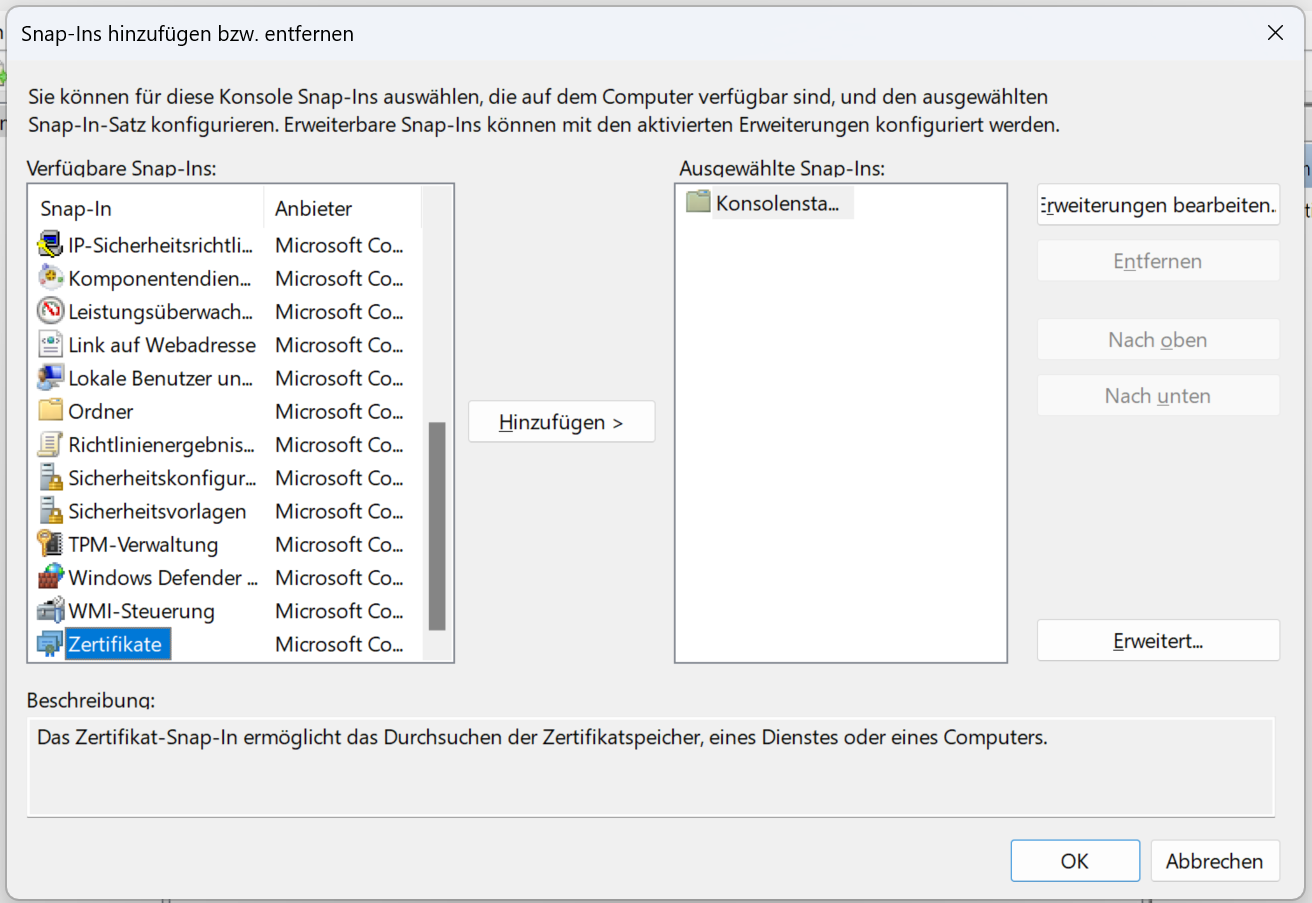 Snap-Ins hinzufügen bzw. entfernen
Sie können für diese Konsole Snap-Ins auswählen, die auf dem Computer verfügbar sind, und den ausgewählten
Snap-In-Satz konfigurieren. Erweiterbare Snap-Ins können mit den aktivierten Erweiterungen konfiguriert werden.
Verfügbare Snap-Ins:
Snap-In Anbieter
IP-Sicherheitsrichtli... Microsoft Co...
Komponentendien... Microsoft Co...
Leistungsüberwach... Microsoft Co...
Link auf Webadresse Microsoft Co...
Lokale Benutzer un... Microsoft Co...
Ordner Microsoft Co...
Richtlinienergebnis... Microsoft Co...
Sicherheitskonfigur... Microsoft Co...
Sicherheitsvorlagen Microsoft Co...
TPM-Verwaltung Microsoft Co...
Windows Defender ... Microsoft Co...
WMI-Steuerung Microsoft Co...
Zertifikate Microsoft Co...
Hinzufügen >
Ausgewählte Snap-Ins:
Konsolensta...
Erweiterungen bearbeiten..
Entfernen
Nach oben
Nach unten
Erweitert...
Beschreibung:
Das Zertifikat-Snap-In ermöglicht das Durchsuchen der Zertifikatspeicher, eines Dienstes oder eines Computers.
OK
Abbrechen